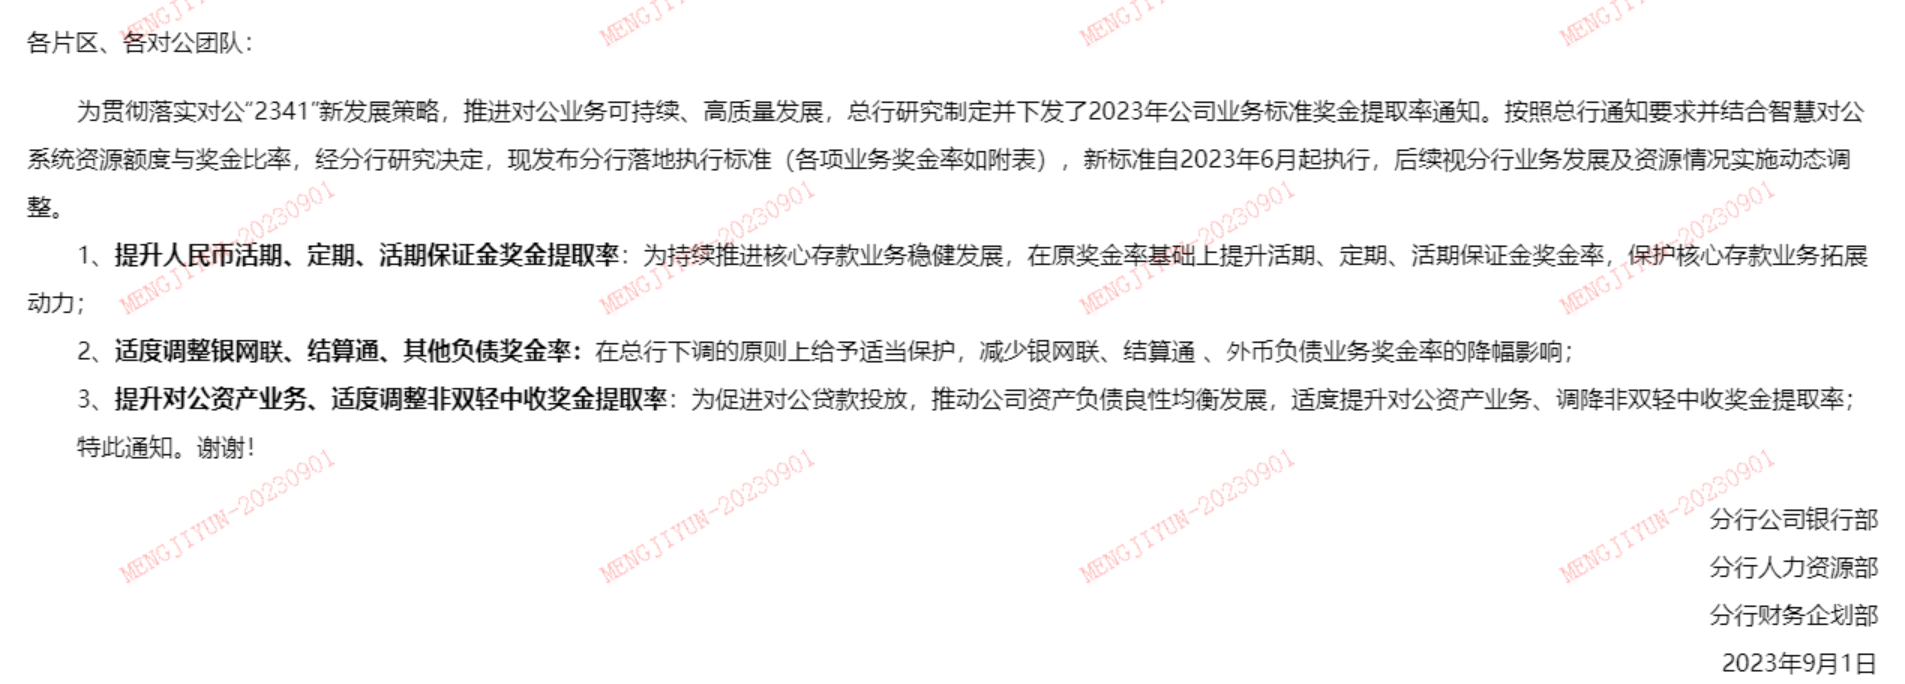 各片区、各对公团队：
为贯彻落实对公“2341”新发展策略，推进对公业务可持续、高质量发展，总行研究制定并下发了2023年公司业务标准奖金提取率通知。按照总行通知要求并结合智慧对公
系统资源额度与奖金比率，经分行研究决定，现发布分行落地执行标准（各项业务奖金率如附表），新标准自2023年6月起执行，后续视分行业务发展及资源情况实施动态调
整。
1、提升人民币活期、定期、活期保证金奖金提取率：为持续推进核心存款业务稳健发展，在原奖金率基础上提升活期、定期、活期保证金奖金率，保护核心存款业务拓展
动力；
2、适度调整银网联、结算通、其他负债奖金率：在总行下调的原则上给予适当保护，减少银网联、结算通 、外币负债业务奖金率的降幅影响；
3、提升对公资产业务、适度调整非双轻中收奖金提取率：为促进对公贷款投放，推动公司资产负债良性均衡发展，适度提升对公资产业务、调降非双轻中收奖金提取率；
特此通知。谢谢！
分行公司银行部
分行人力资源部
分行财务企划部
2023年9月1日
MENGJIYUN-20230901
MENGJIYUN-20230901
MENGJIYUN-20230901
MENGJIYUN-20230901
MENGJIYUN-20230901
MENGJIYUN-20230901
MENGJIYUN-20230901
MENGJIYUN-20230901